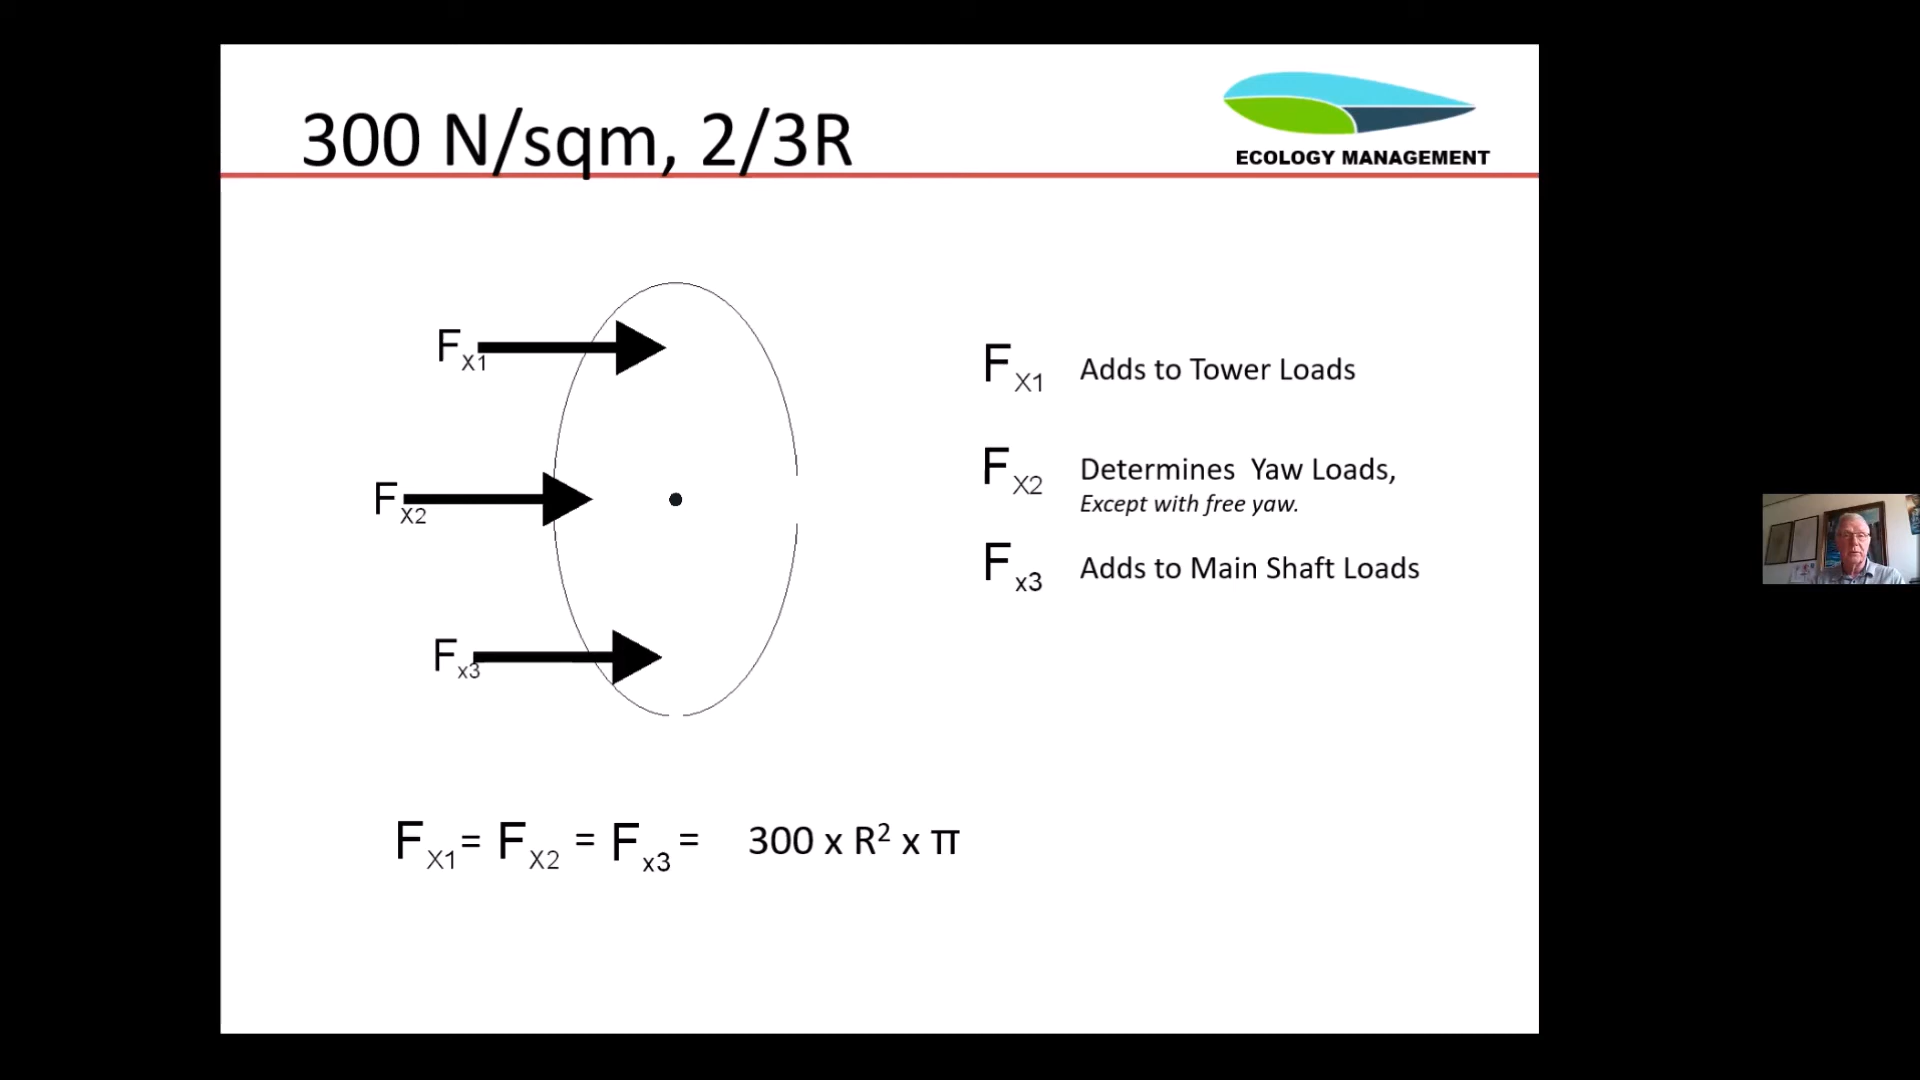 300 N/sqm, 2/3R
ECOLOGY MANAGEMENT
FX1
FX2
Fx3
FX1 Adds to Tower Loads
FX2 Determines Yaw Loads,
Except with free yaw.
Fx3 Adds to Main Shaft Loads
FX1 = FX2 = Fx3 = 300 x R² x π